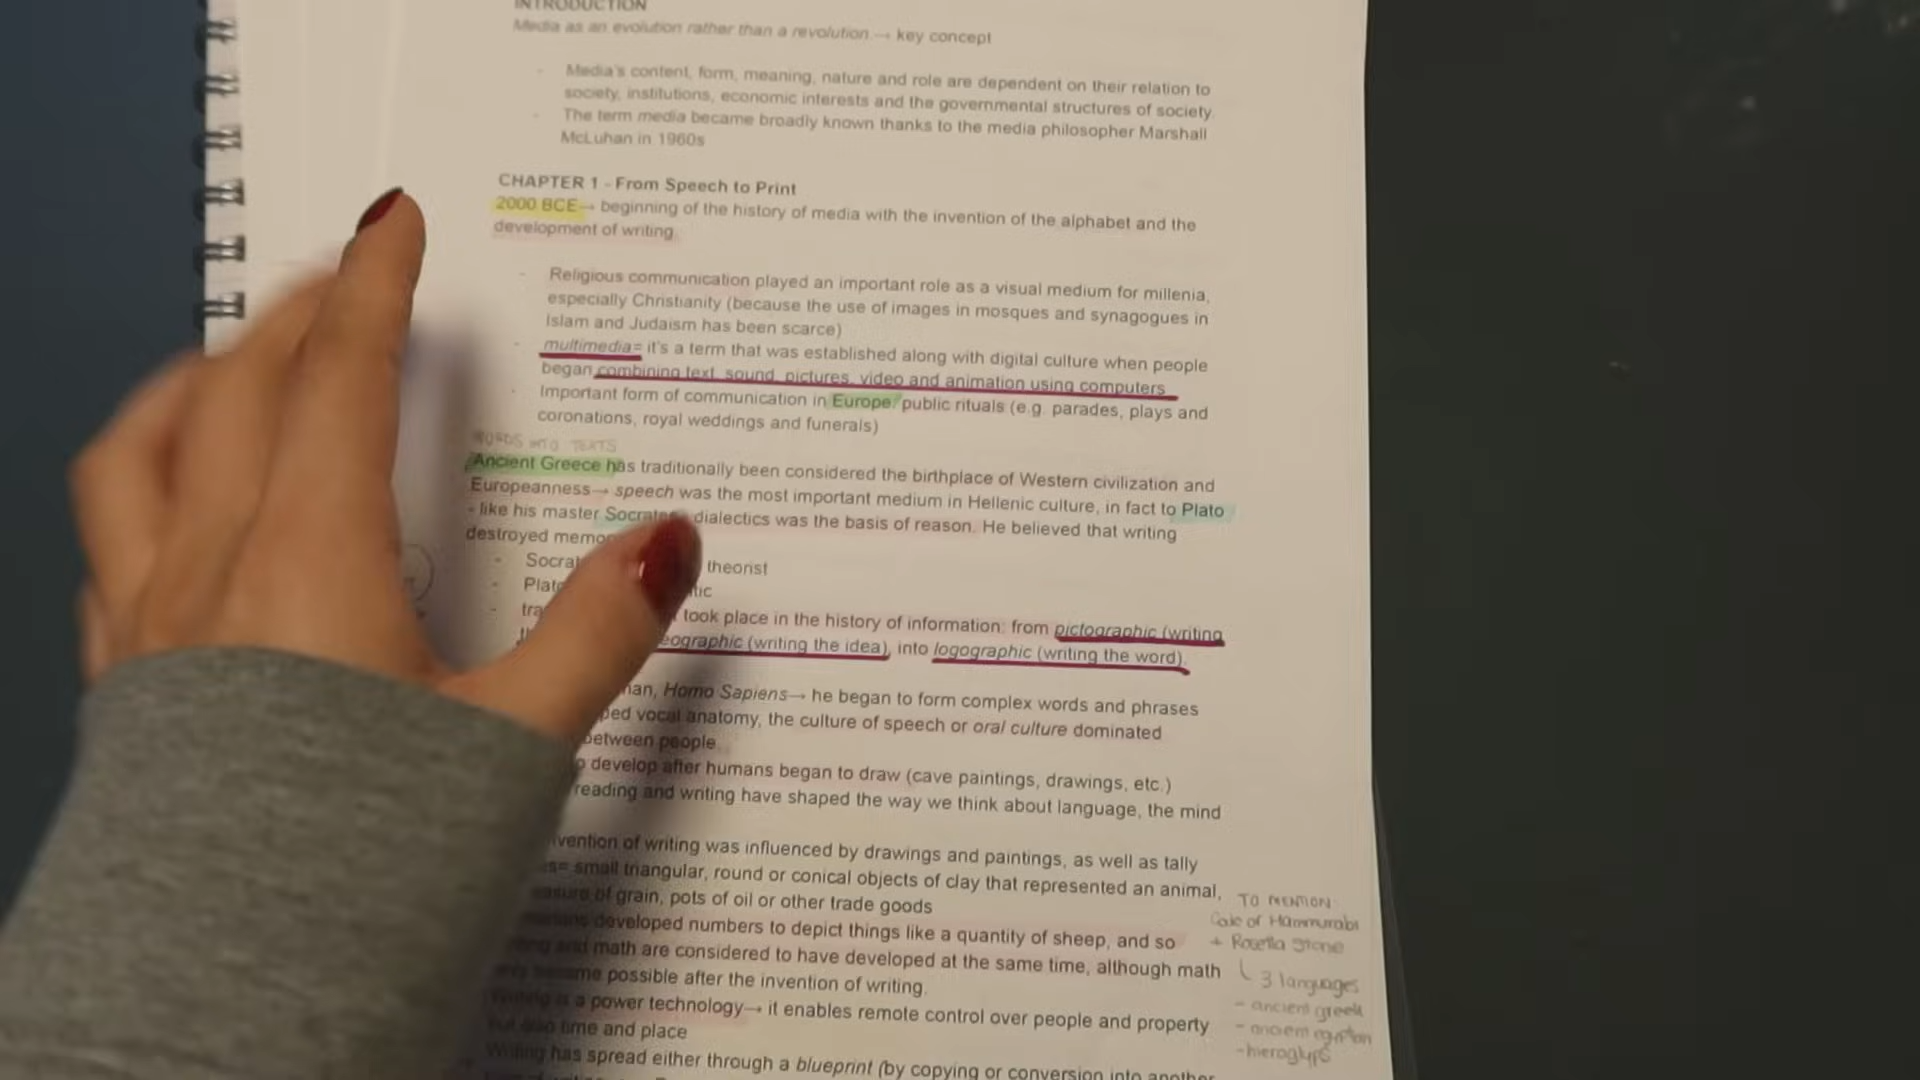 INTRODUCTION
Media as an evolution rather than a revolution → key concept
- Media's content, form, meaning, nature and role are dependent on their relation to
society, institutions, economic interests and the governmental structures of society
- The term media became broadly known thanks to the media philosopher Marshall
McLuhan in 1960s
CHAPTER 1 - From Speech to Print
2000 BCE→ beginning of the history of media with the invention of the alphabet and the
development of writing.
- Religious communication played an important role as a visual medium for millenia,
especially Christianity (because the use of images in mosques and synagogues in
Islam and Judaism has been scarce)
- multimedia= it's a term that was established along with digital culture when people
began combining text, sound, pictures, video and animation using computers
- Important form of communication in Europe: public rituals (e.g. parades, plays and
coronations, royal weddings and funerals)
WORDS INTO TEXTS
Ancient Greece has traditionally been considered the birthplace of Western civilization and
Europeanness→ speech was the most important medium in Hellenic culture, in fact to Plato
- like his master Socrates dialectics was the basis of reason. He believed that writing
destroyed
- theorist
-
- took place in the history of information: from pictographic (writing
(writing the idea), into logographic (writing the word).
Homo Sapiens→ he began to form complex words and phrases
vocal anatomy, the culture of speech or oral culture dominated
between people
develop after humans began to draw (cave paintings, drawings, etc.)
reading and writing have shaped the way we think about language, the mind
of writing was influenced by drawings and paintings, as well as tally
small triangular, round or conical objects of clay that represented an animal,
of grain, pots of oil or other trade goods
developed numbers to depict things like a quantity of sheep, and so
and math are considered to have developed at the same time, although math
possible after the invention of writing.
Writing is a power technology→ it enables remote control over people and property
time and place
Writing has spread either through a blueprint (by copying or conversion into another
TO MENTION
Code of Hammurabi
+ Rosetta Stone
3 languages
- ancient greek
- ancient egyptian
- hieroglyps